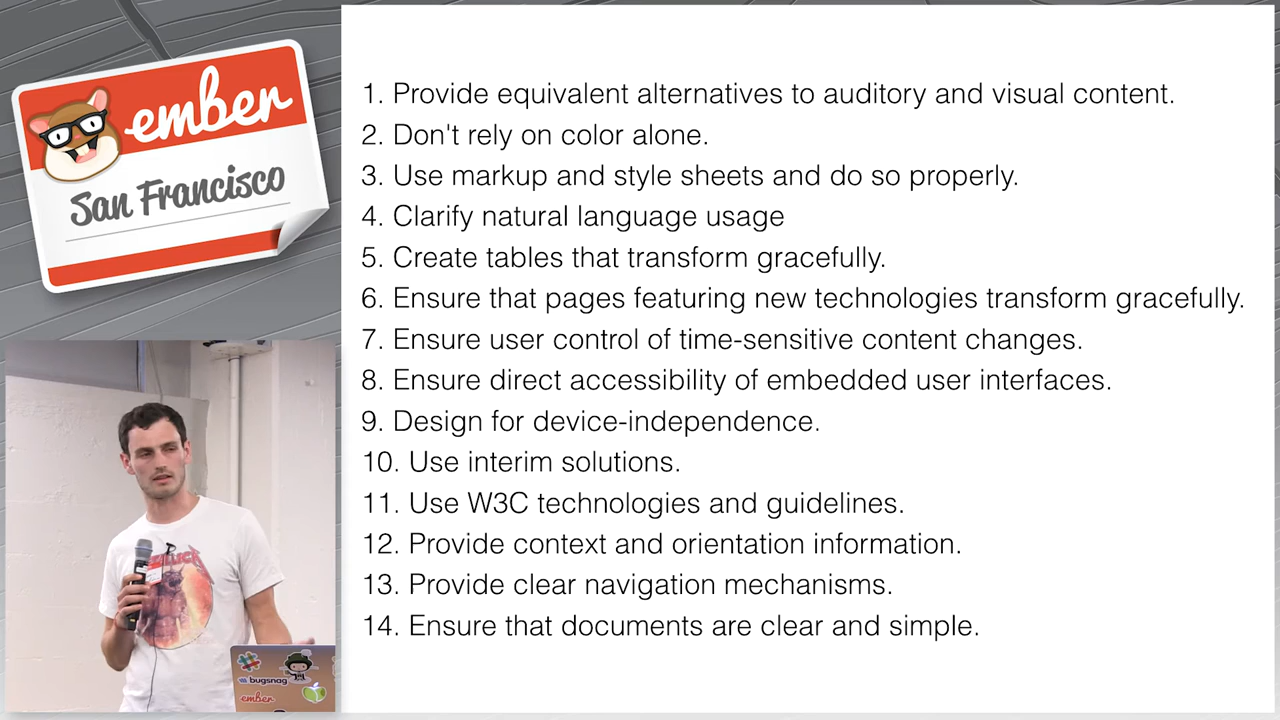 ember
San Francisco
1. Provide equivalent alternatives to auditory and visual content.
2. Don't rely on color alone.
3. Use markup and style sheets and do so properly.
4. Clarify natural language usage
5. Create tables that transform gracefully.
6. Ensure that pages featuring new technologies transform gracefully.
7. Ensure user control of time-sensitive content changes.
8. Ensure direct accessibility of embedded user interfaces.
9. Design for device-independence.
10. Use interim solutions.
11. Use W3C technologies and guidelines.
12. Provide context and orientation information.
13. Provide clear navigation mechanisms.
14. Ensure that documents are clear and simple.
bugsnag
ember